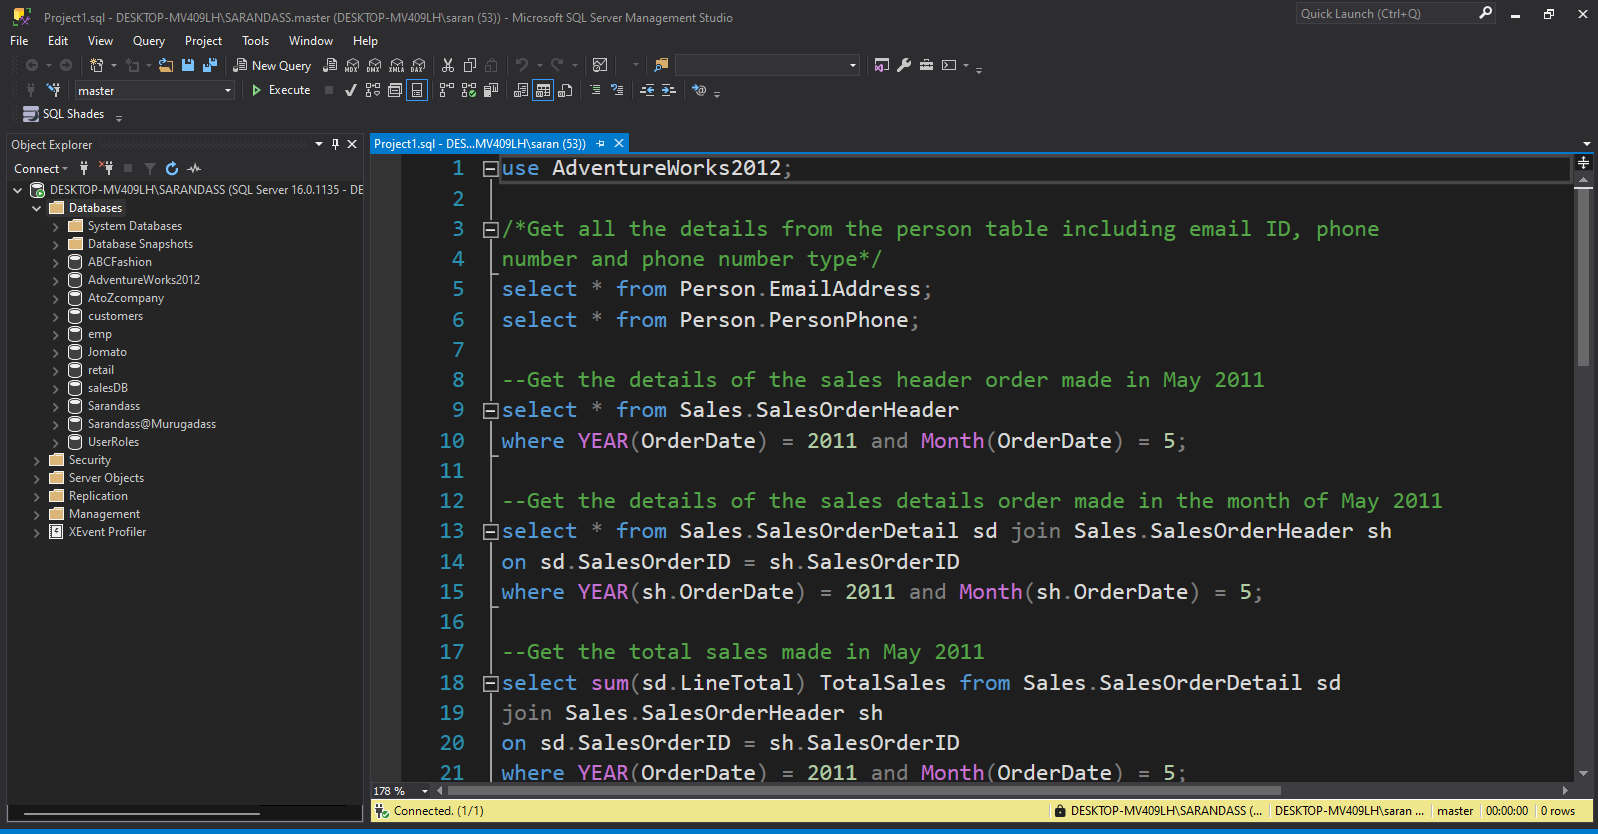 Project1.sql - DESKTOP-MV409LH\SARANDASS.master (DESKTOP-MV409LH\saran (53)) - Microsoft SQL Server Management Studio
Quick Launch (Ctrl+Q)
File Edit View Query Project Tools Window Help
New Query MDX DMX XMLA DAX
master Execute
SQL Shades
Object Explorer
Connect
DESKTOP-MV409LH\SARANDASS (SQL Server 16.0.1135 - DE
Databases
System Databases
Database Snapshots
ABCFashion
AdventureWorks2012
AtoZcompany
customers
emp
Jomato
retail
salesDB
Sarandass
Sarandass@Murugadass
UserRoles
Security
Server Objects
Replication
Management
XEvent Profiler
Project1.sql - DES...MV409LH\saran (53))
1 use AdventureWorks2012;
2
3 /*Get all the details from the person table including email ID, phone
4 number and phone number type*/
5 select * from Person.EmailAddress;
6 select * from Person.PersonPhone;
7
8 --Get the details of the sales header order made in May 2011
9 select * from Sales.SalesOrderHeader
10 where YEAR(OrderDate) = 2011 and Month(OrderDate) = 5;
11
12 --Get the details of the sales details order made in the month of May 2011
13 select * from Sales.SalesOrderDetail sd join Sales.SalesOrderHeader sh
14 on sd.SalesOrderID = sh.SalesOrderID
15 where YEAR(sh.OrderDate) = 2011 and Month(sh.OrderDate) = 5;
16
17 --Get the total sales made in May 2011
18 select sum(sd.LineTotal) TotalSales from Sales.SalesOrderDetail sd
19 join Sales.SalesOrderHeader sh
20 on sd.SalesOrderID = sh.SalesOrderID
21 where YEAR(OrderDate) = 2011 and Month(OrderDate) = 5;
178 %
Connected. (1/1) DESKTOP-MV409LH\SARANDASS (... DESKTOP-MV409LH\saran ... master 00:00:00 0 rows